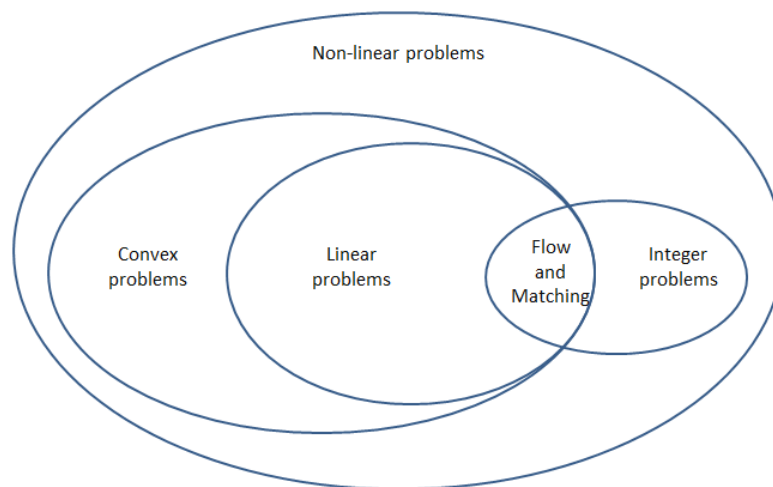 Non-linear problems
Convex
problems
Linear
problems
Flow
and
Matching
Integer
problems